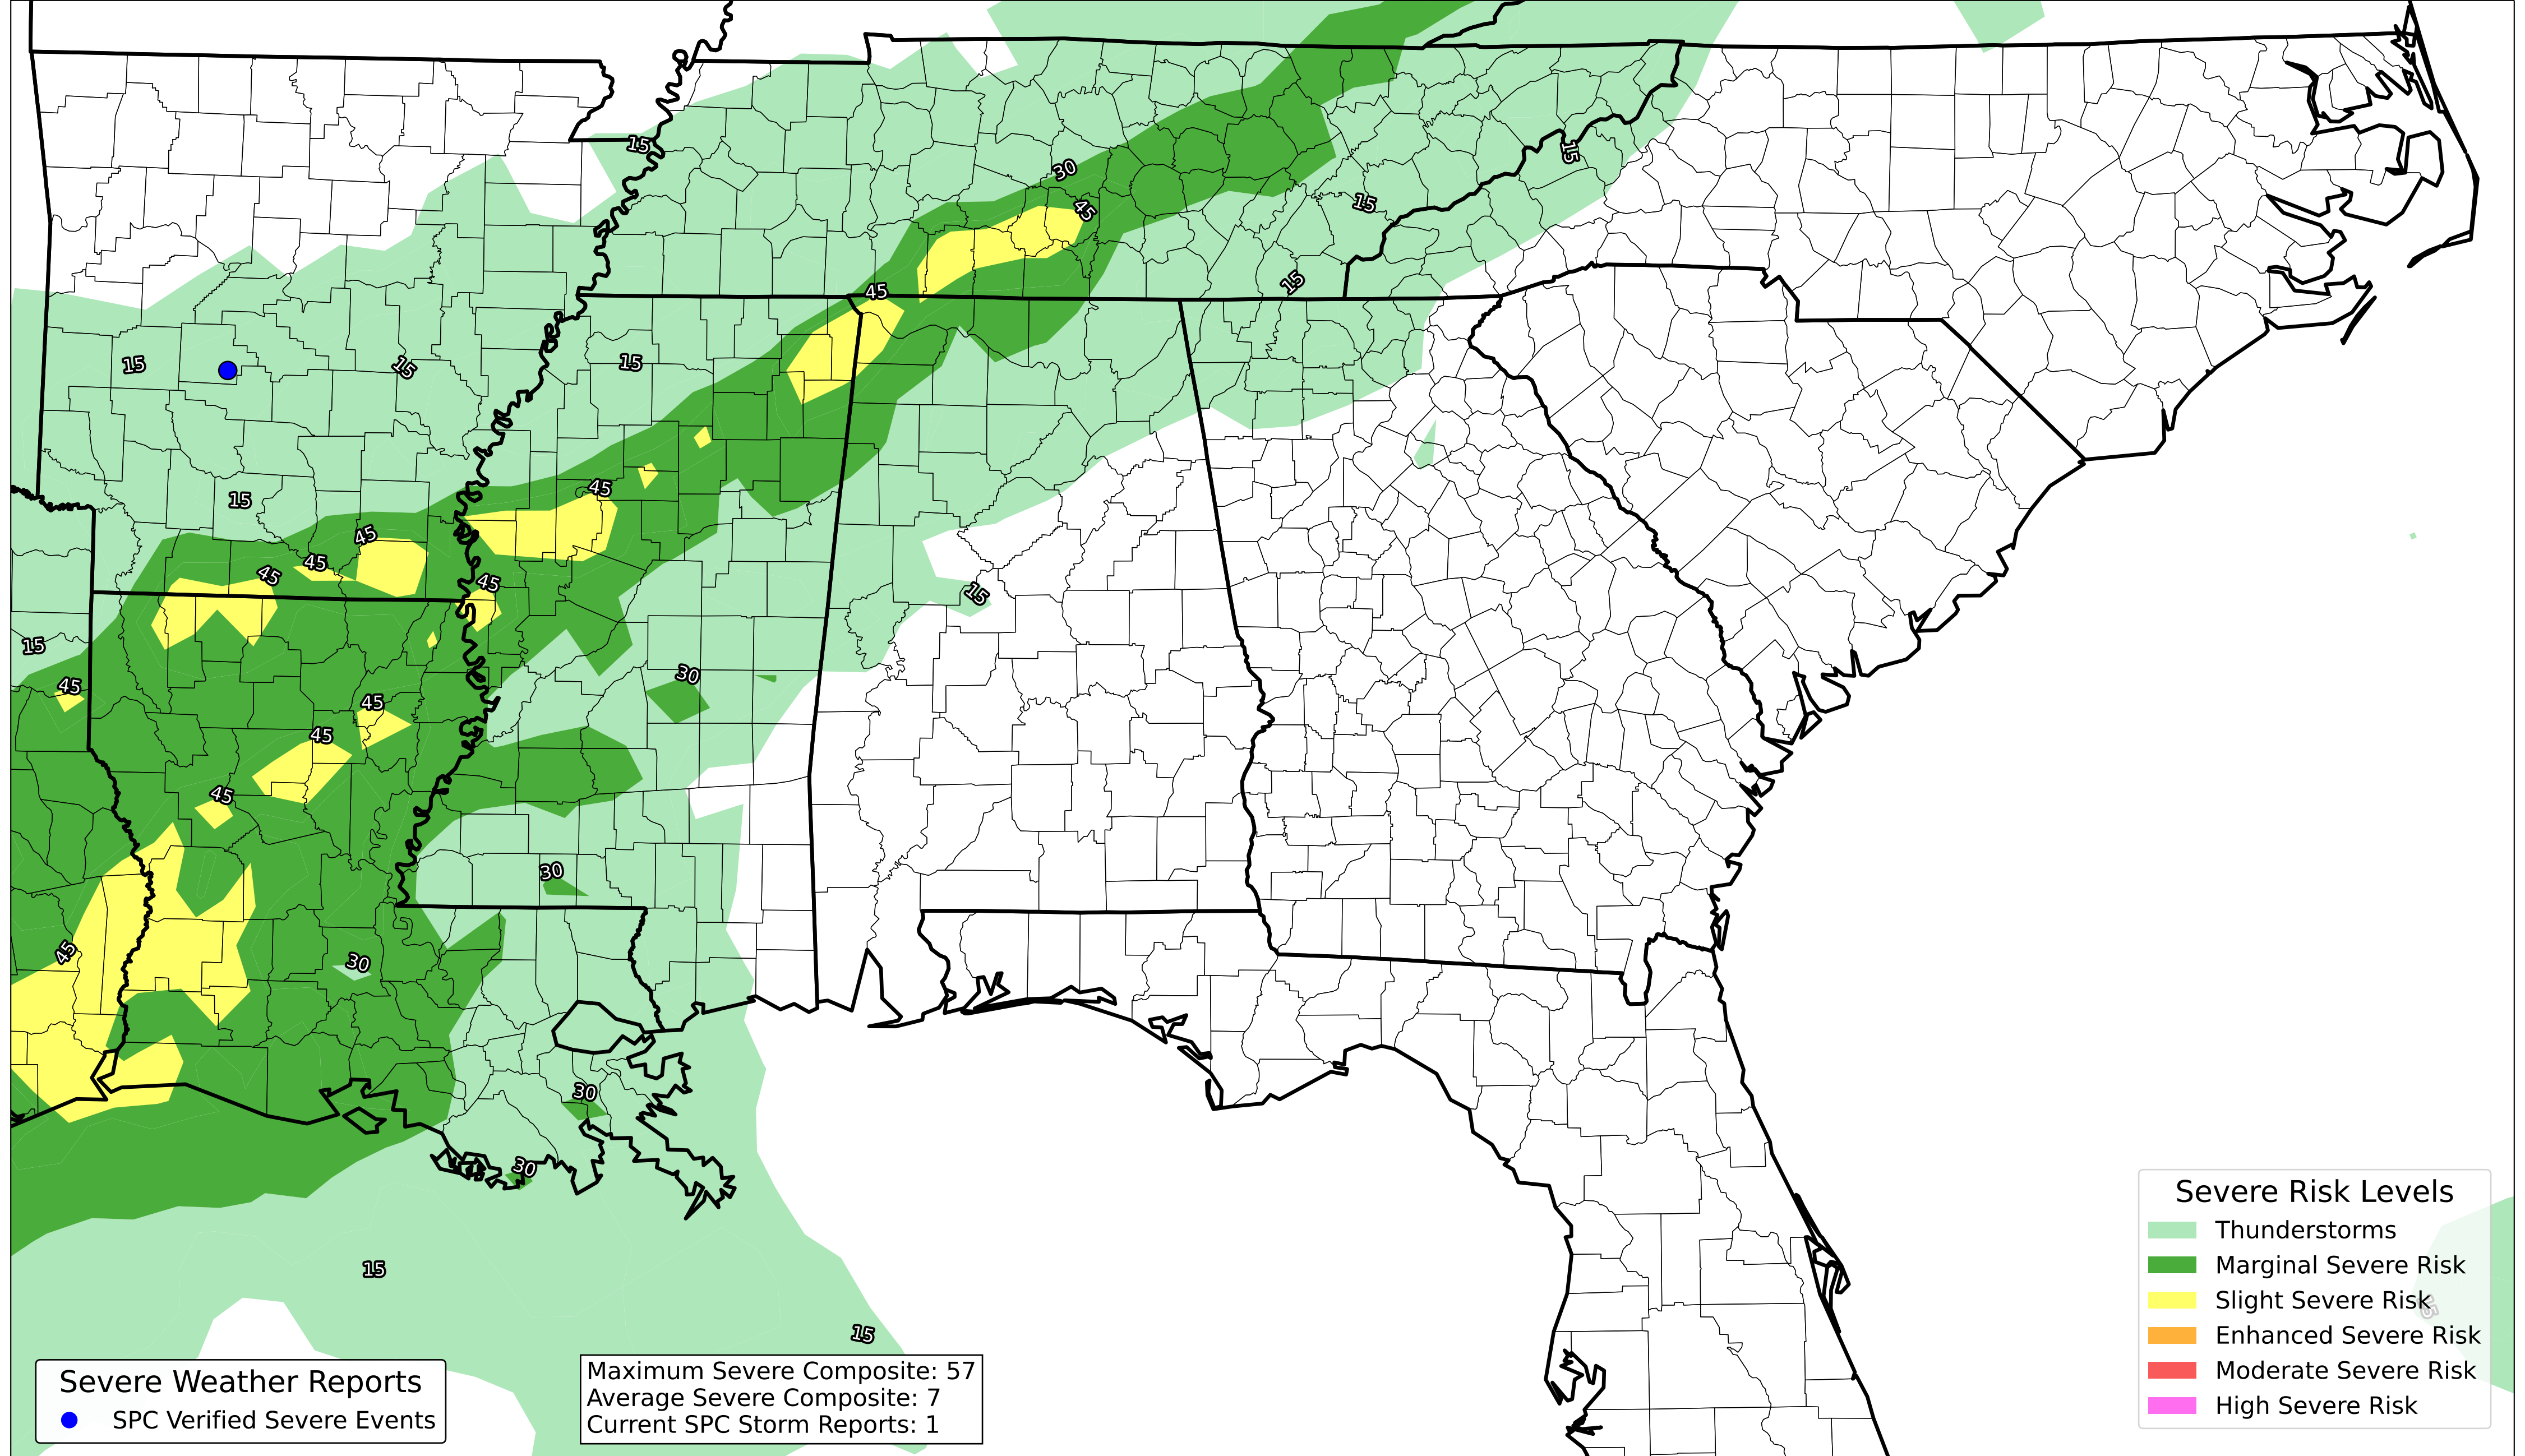 15
30
45
15
15
15
45
15
15
15
45
15
45
45
45
45
15
15
30
45
45
45
45
30
45
30
30
30
15
15
Severe Weather Reports
SPC Verified Severe Events
Maximum Severe Composite: 57
Average Severe Composite: 7
Current SPC Storm Reports: 1
Severe Risk Levels
Thunderstorms
Marginal Severe Risk
Slight Severe Risk
Enhanced Severe Risk
Moderate Severe Risk
High Severe Risk